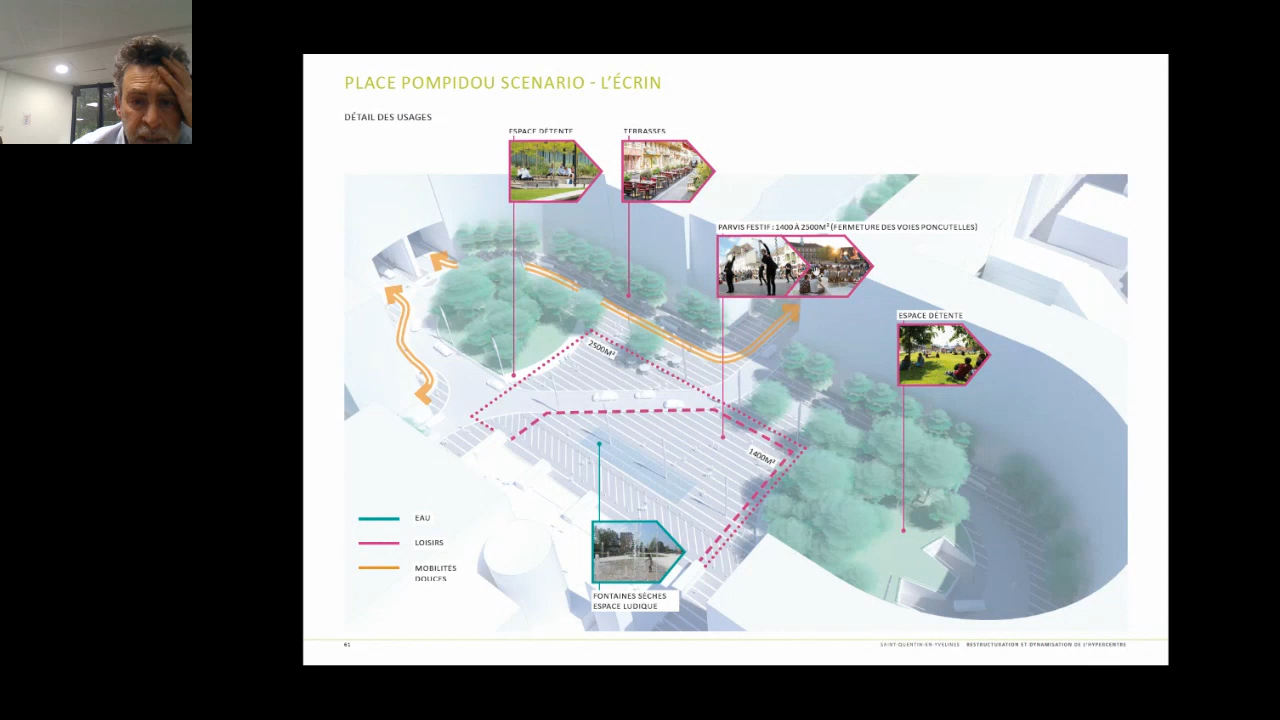 PLACE POMPIDOU SCENARIO - L'ÉCRIN
DÉTAIL DES USAGES
ESPACE DÉTENTE
TERRASSES
PARVIS FESTIF : 1400 À 2500M² (FERMETURE DES VOIES PONCUTELLES)
ESPACE DÉTENTE
2500M²
1400M²
EAU
LOISIRS
MOBILITES
DOUCES
FONTAINES SÈCHES
ESPACE LUDIQUE
61
SAINT-QUENTIN-EN-YVELINES RESTRUCTURATION ET DYNAMISATION DE L'HYPERCENTRE